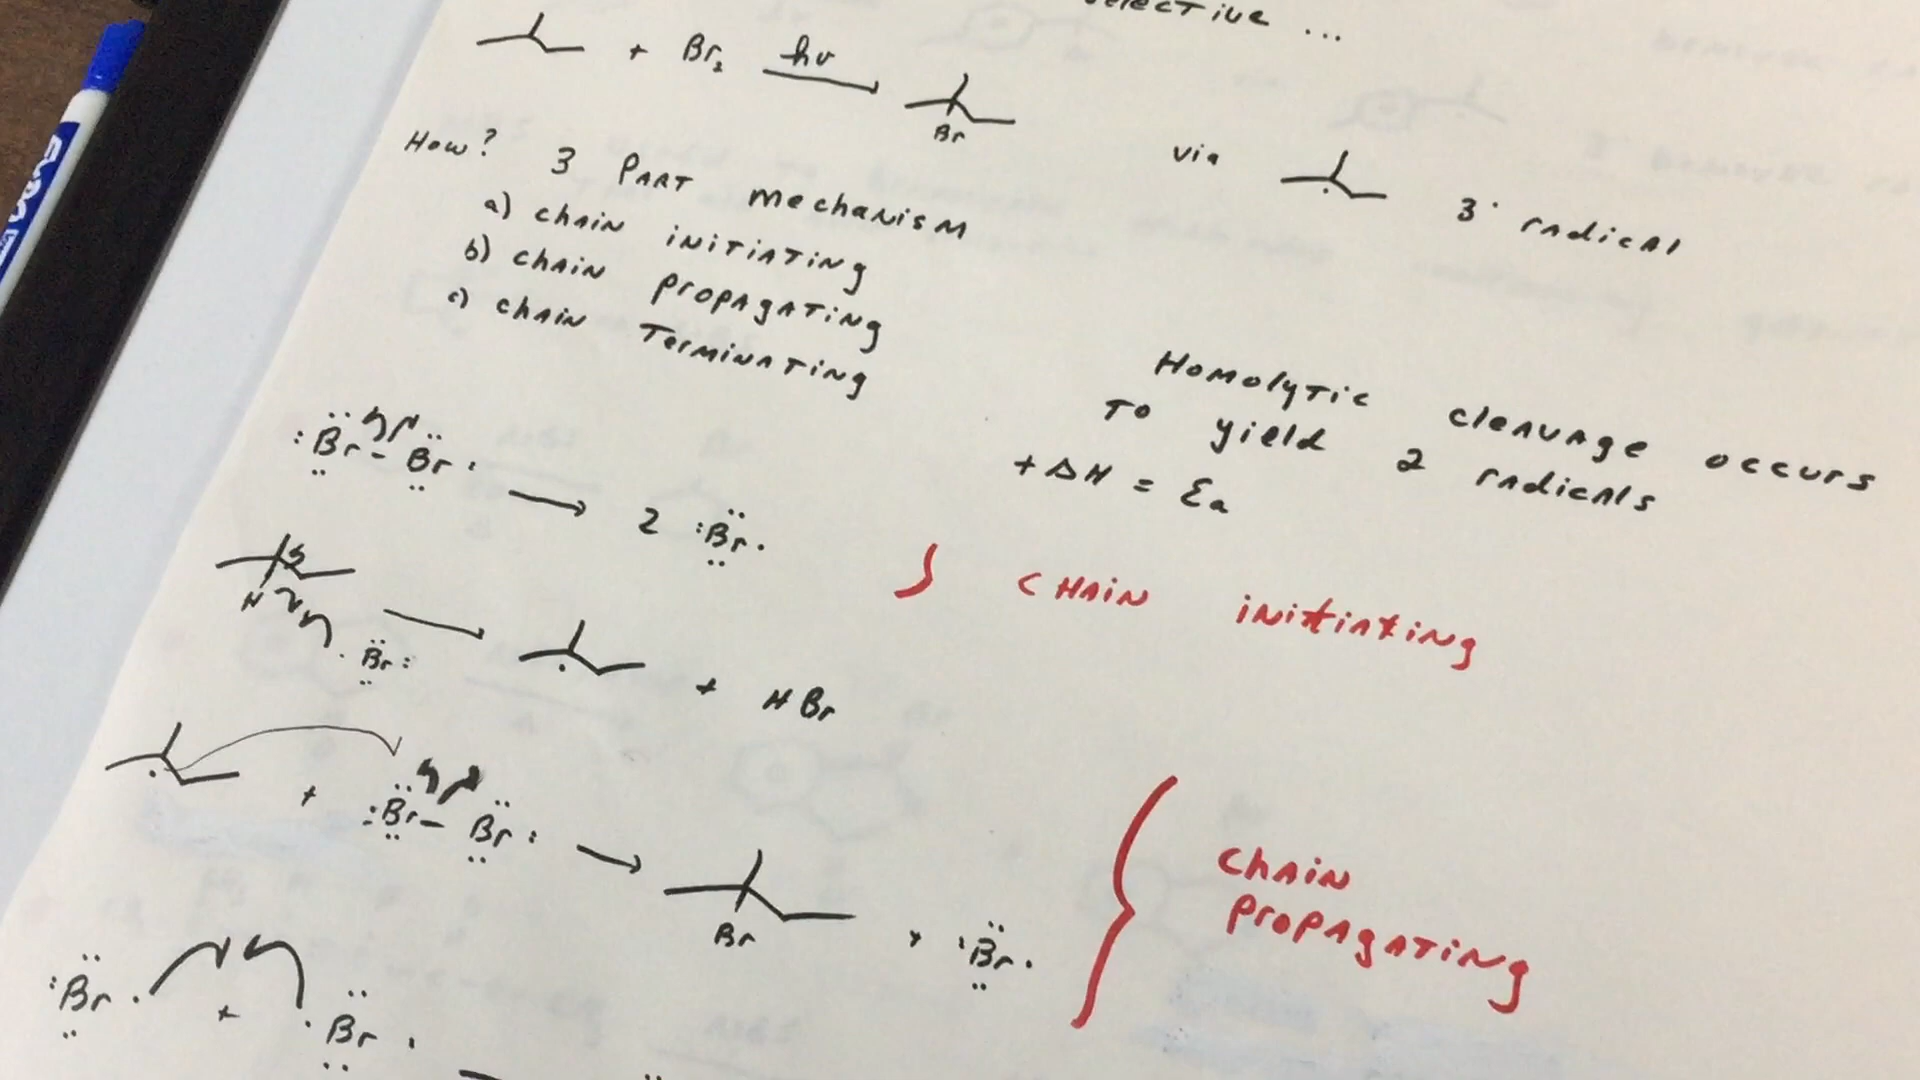 selective ...
+ Br₂ hν
Br
via 3° radical
How? 3 PART mechanism
a) chain initiating
b) chain propagating
c) chain Terminating
Homolytic cleavage occurs
To yield 2 radicals
+ΔH = Ea
:Br-Br: → 2 :Br·
} CHAIN initiating
H ·Br: → + HBr
+ :Br-Br: → Br + :Br·
} chain
propagating
:Br· + ·Br:
EXPO